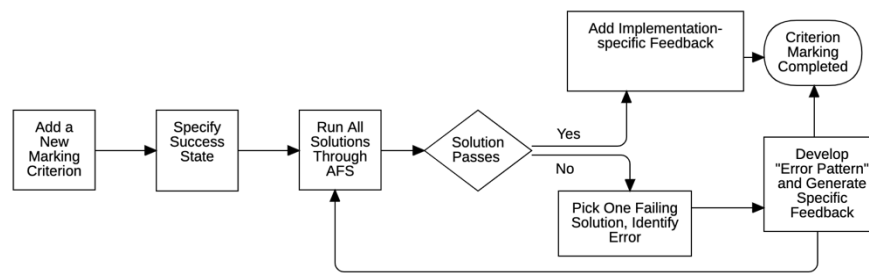 Add a
New
Marking
Criterion
Specify
Success
State
Run All
Solutions
Through
AFS
Solution
Passes
Yes
No
Add Implementation-
specific Feedback
Criterion
Marking
Completed
Pick One Failing
Solution, Identify
Error
Develop
"Error Pattern"
and Generate
Specific
Feedback